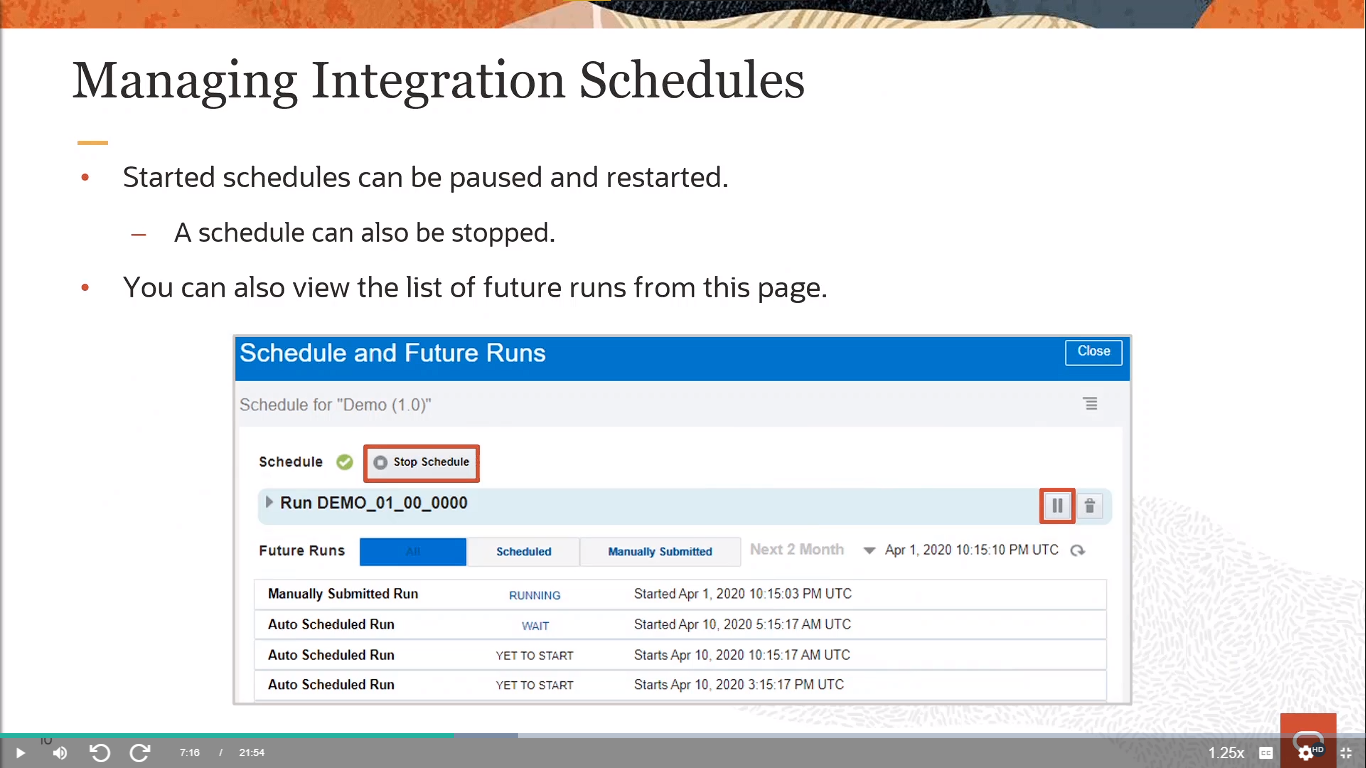 Managing Integration Schedules
• Started schedules can be paused and restarted.
– A schedule can also be stopped.
• You can also view the list of future runs from this page.
Schedule and Future Runs Close
Schedule for "Demo (1.0)"
Schedule Stop Schedule
Run DEMO_01_00_0000
Future Runs All Scheduled Manually Submitted Next 2 Month Apr 1, 2020 10:15:10 PM UTC
Manually Submitted Run RUNNING Started Apr 1, 2020 10:15:03 PM UTC
Auto Scheduled Run WAIT Started Apr 10, 2020 5:15:17 AM UTC
Auto Scheduled Run YET TO START Starts Apr 10, 2020 10:15:17 AM UTC
Auto Scheduled Run YET TO START Starts Apr 10, 2020 3:15:17 PM UTC
7:16 / 21:54 1.25x CC HD